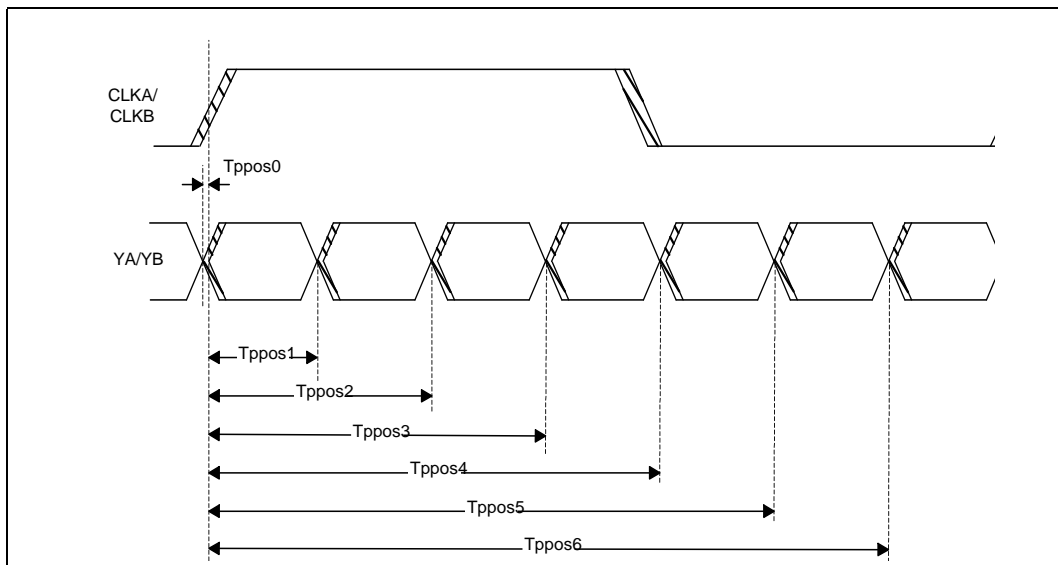 CLKA/
CLKB
Tppos0
YA/YB
Tppos1
Tppos2
Tppos3
Tppos4
Tppos5
Tppos6